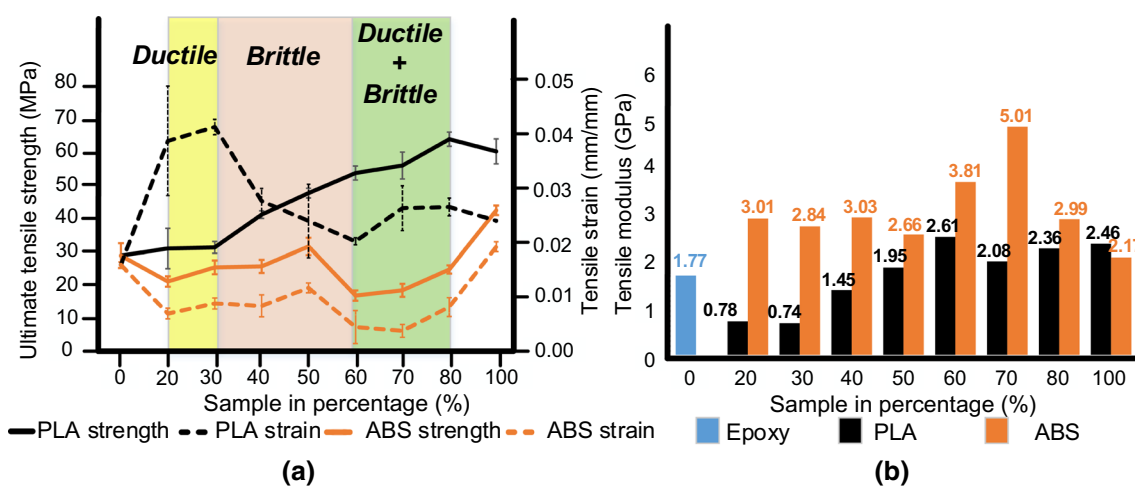 Ductile
Brittle
Ductile
+
Brittle
Ultimate tensile strength (MPa)
80
70
60
50
40
30
20
10
0
0.05
0.04
0.03
0.02
0.01
0.00
Tensile strain (mm/mm)
0 20 30 40 50 60 70 80 100
Sample in percentage (%)
PLA strength PLA strain ABS strength ABS strain
(a)
Tensile modulus (GPa)
6
5
4
3
2
1
0
1.77
0.78 3.01
0.74 2.84
1.45 3.03
1.95 2.66
2.61 3.81
2.08 5.01
2.36 2.99
2.46
0 20 30 40 50 60 70 80 100
Sample in percentage (%)
Epoxy PLA ABS
(b)